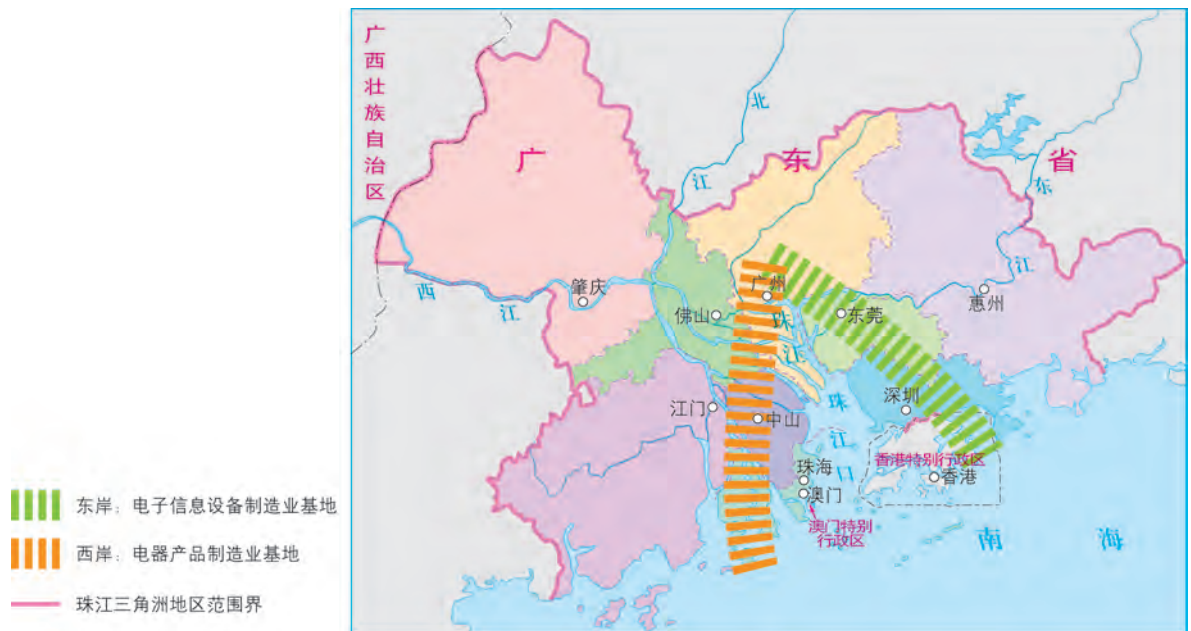 广西壮族自治区
广东省
北江
东江
西江
肇庆
广州
佛山
珠江
东莞
惠州
江门
中山
珠江口
深圳
珠海
澳门
香港特别行政区
香港
澳门特别
行政区
南海
东岸：电子信息设备制造业基地
西岸：电器产品制造业基地
珠江三角洲地区范围界